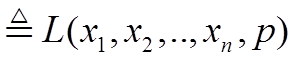 ≜ L(x₁, x₂,.., xₙ, p)